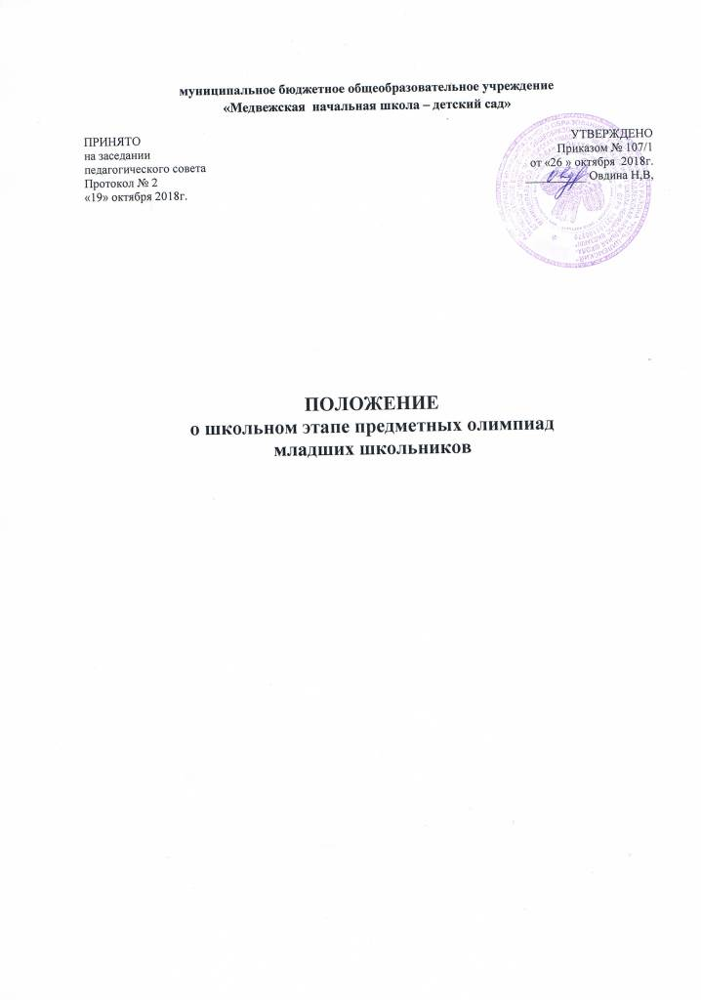 муниципальное бюджетное общеобразовательное учреждение
«Медвежская начальная школа – детский сад»
ПРИНЯТО
на заседании
педагогического совета
Протокол № 2
«19» октября 2018г.
УТВЕРЖДЕНО
Приказом № 107/1
от «26 » октября 2018г.
Овдина Н,В,
ПОЛОЖЕНИЕ
о школьном этапе предметных олимпиад
младших школьников